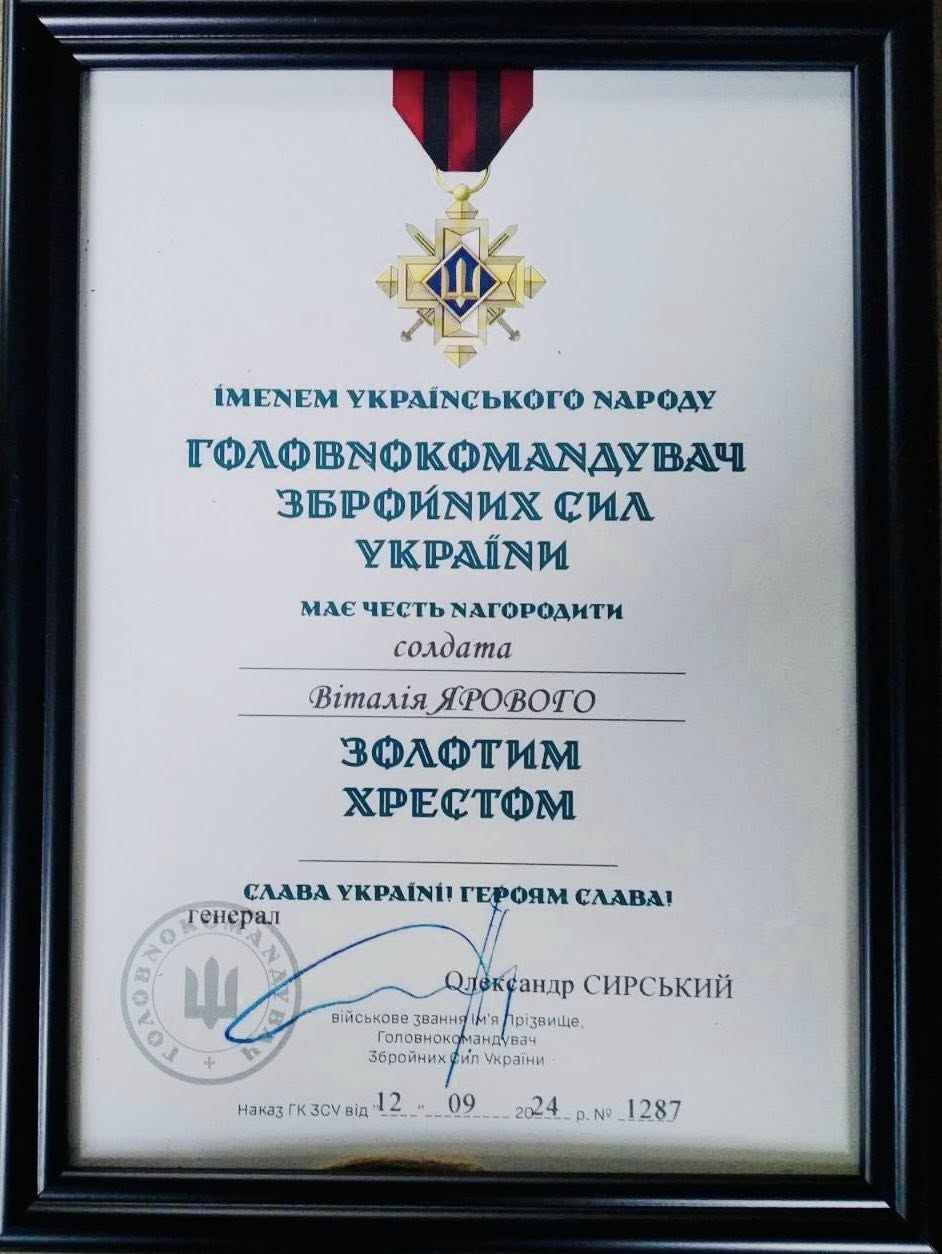 ІМЕНЕМ УКРАЇНСЬКОГО НАРОДУ
ГОЛОВНОКОМАНДУВАЧ
ЗБРОЙНИХ СИЛ
УКРАЇНИ
МАЄ ЧЕСТЬ НАГОРОДИТИ
солдата
Віталія ЯРОВОГО
ЗОЛОТИМ
ХРЕСТОМ
СЛАВА УКРАЇНІ! ГЕРОЯМ СЛАВА!
генерал
ГОЛОВНОКОМАНДУВАЧ
Олександр СИРСЬКИЙ
військове звання Ім'я Прізвище,
Головнокомандувач
Збройних Сил України
Наказ ГК ЗСУ від "12" 09 2024 р. № 1287